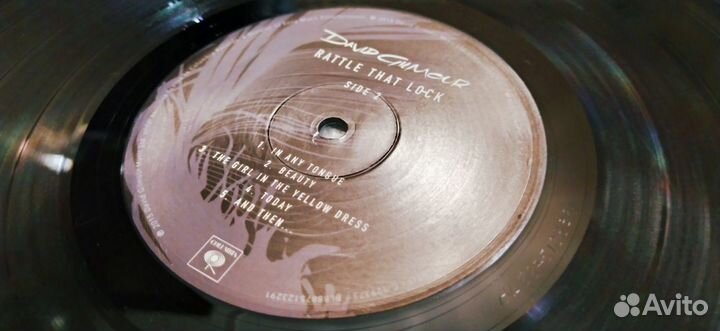 DAVID GILMOUR
RATTLE THAT LOCK
SIDE 2
1. IN ANY TONGUE
2. BEAUTY
3. THE GIRL IN THE YELLOW DRESS
4. TODAY
5. AND THEN...
COLUMBIA
Avito